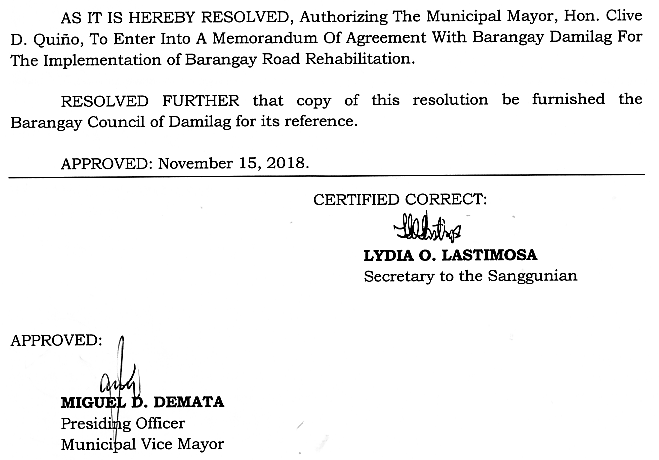 AS IT IS HEREBY RESOLVED, Authorizing The Municipal Mayor, Hon. Clive
D. Quiño, To Enter Into A Memorandum Of Agreement With Barangay Damilag For
The Implementation of Barangay Road Rehabilitation.
RESOLVED FURTHER that copy of this resolution be furnished the
Barangay Council of Damilag for its reference.
APPROVED: November 15, 2018.
CERTIFIED CORRECT:
LYDIA O. LASTIMOSA
Secretary to the Sanggunian
APPROVED:
MIGUEL D. DEMATA
Presiding Officer
Municipal Vice Mayor